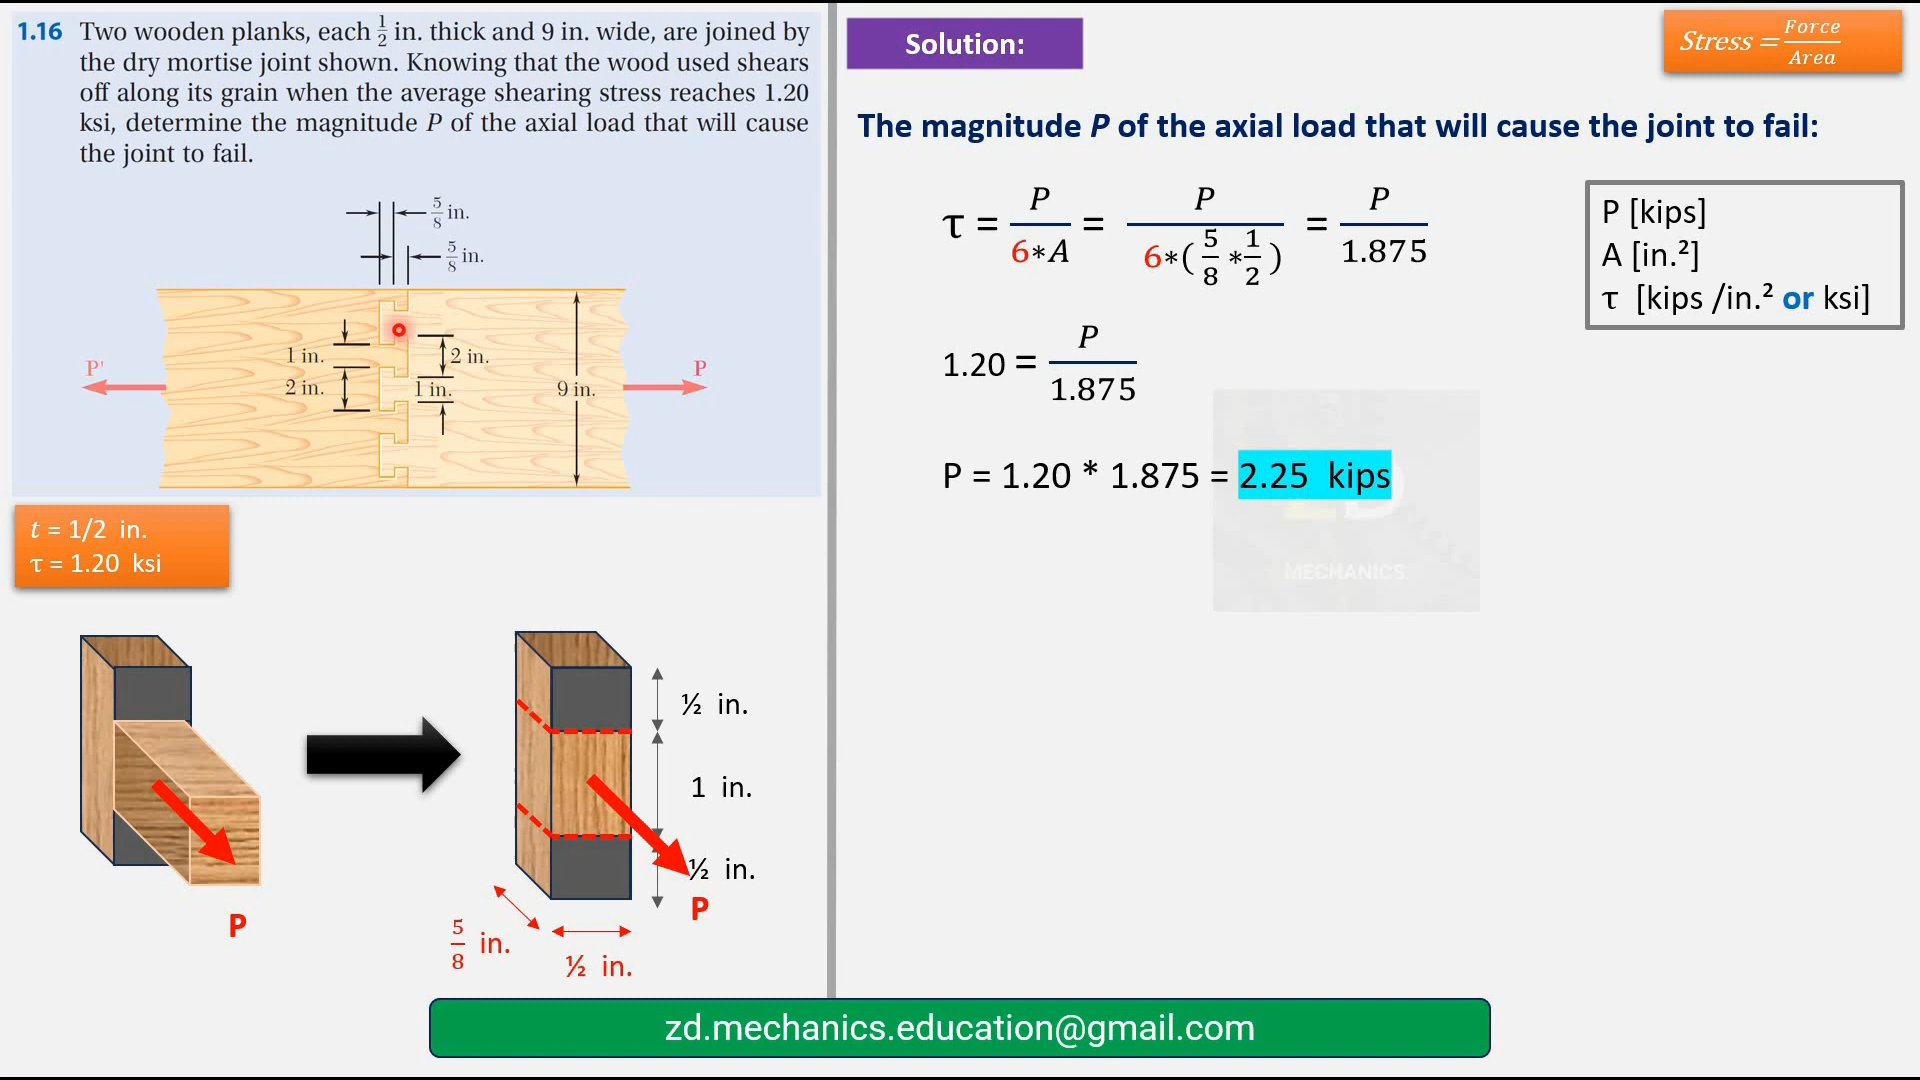 1.16 Two wooden planks, each 1/2 in. thick and 9 in. wide, are joined by
the dry mortise joint shown. Knowing that the wood used shears
off along its grain when the average shearing stress reaches 1.20
ksi, determine the magnitude P of the axial load that will cause
the joint to fail.
5/8 in.
5/8 in.
1 in.
2 in.
2 in.
1 in.
9 in.
P'
P
t = 1/2 in.
τ = 1.20 ksi
P
½ in.
1 in.
½ in.
P
5/8 in.
½ in.
Solution:
Stress = Force/Area
The magnitude P of the axial load that will cause the joint to fail:
τ = P/6*A = P/6*(5/8 *1/2) = P/1.875
P [kips]
A [in.²]
τ [kips /in.² or ksi]
1.20 = P/1.875
P = 1.20 * 1.875 = 2.25 kips
ZD
MECHANICS
zd.mechanics.education@gmail.com